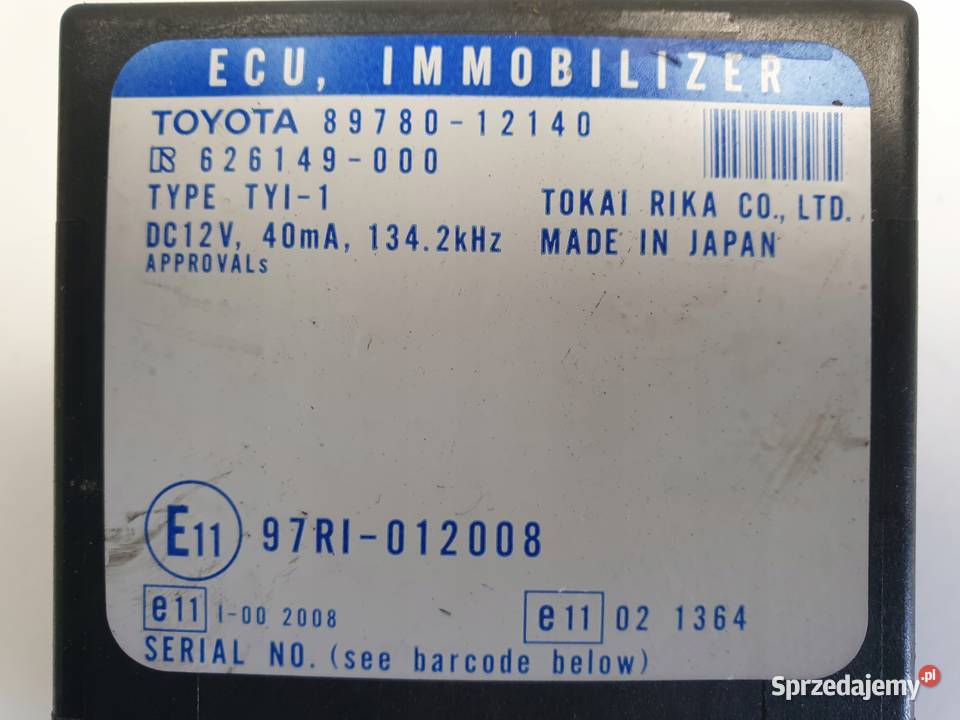 ECU, IMMOBILIZER
TOYOTA 89780-12140
626149-000
TYPE TYI-1
TOKAI RIKA CO., LTD.
DC12V, 40mA, 134.2kHz
MADE IN JAPAN
APPROVALs
E11 97RI-012008
e11 I-00 2008
e11 02 1364
SERIAL NO. (see barcode below)
Sprzedajemy.pl